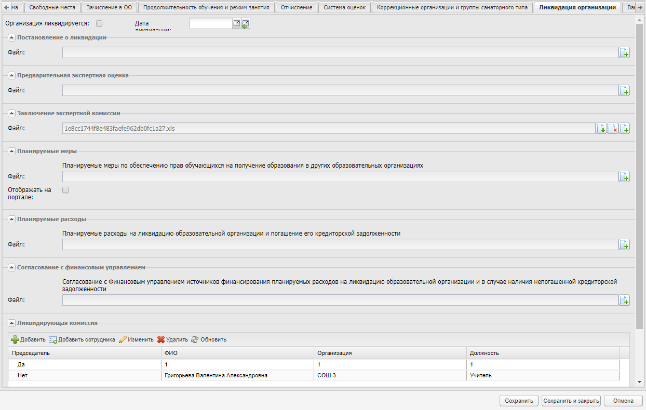 на
Свободные места
Зачисление в ОО
Продолжительность обучения и режим занятия
Отчисление
Система оценок
Коррекционные организации и группы санаторного типа
Ликвидация организации
Организация ликвидируется:
Дата
Постановление о ликвидации
Файл:
Предварительная экспертная оценка
Файл:
Заключение экспертной комиссии
Файл:
Планируемые меры
Планируемые меры по обеспечению прав обучающихся на получение образования в других образовательных организациях
Файл:
Отображать на
портале:
Планируемые расходы
Планируемые расходы на ликвидацию образовательной организации и погашение его кредиторской задолженности
Файл:
Согласование с финансовым управлением
Согласование с Финансовым управлением источников финансирования планируемых расходов на ликвидацию образовательной организации и в случае наличия непогашенной кредиторской
задолженности
Файл:
Ликвидирующая комиссия
Добавить Добавить сотрудника Изменить Удалить Обновить
Председатель ФИО Организация Должность
Да 1 1 1
Нет Григорьева Валентина Александровна СОШ 3 Учитель
Сохранить Сохранить и закрыть Отмена